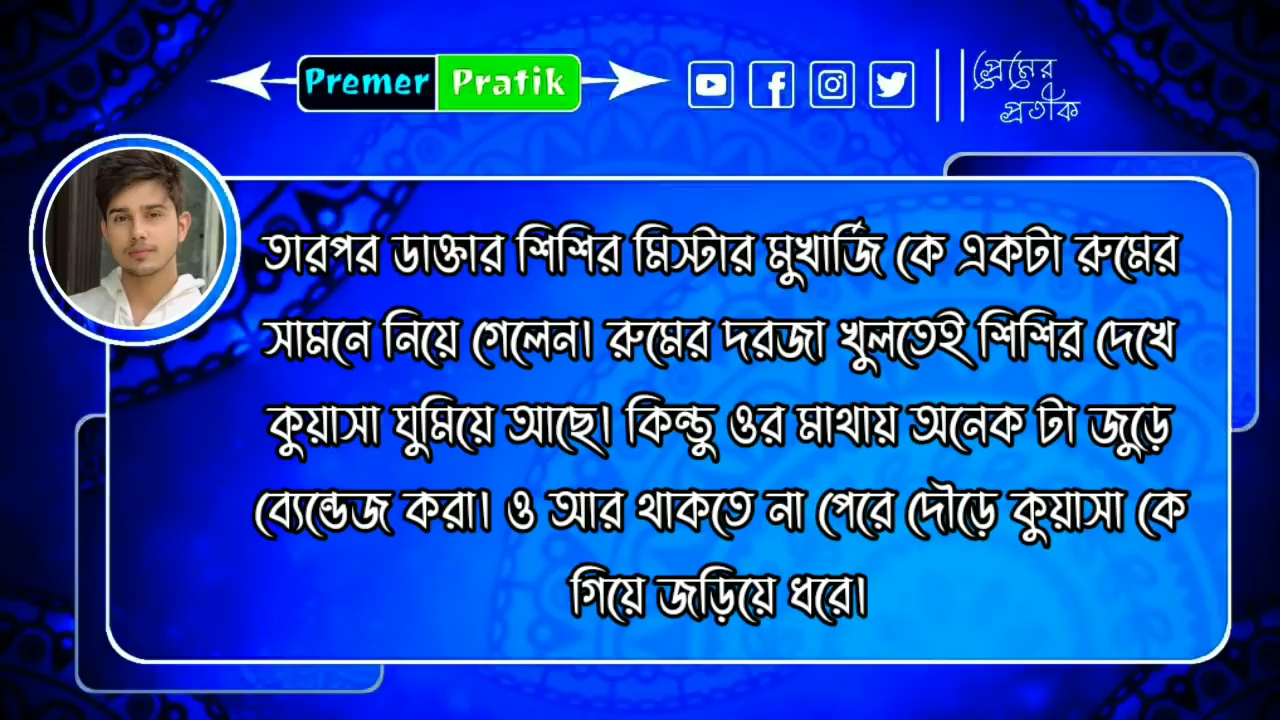 Premer Pratik
প্রেমের
প্রতীক
তারপর ডাক্তার শিশির মিস্টার মুখার্জি কে একটা রুমের
সামনে নিয়ে গেলেন। রুমের দরজা খুলতেই শিশির দেখে
কুয়াসা ঘুমিয়ে আছে। কিন্তু ওর মাথায় অনেক টা জুড়ে
ব্যেন্ডেজ করা। ও আর থাকতে না পেরে দৌড়ে কুয়াসা কে
গিয়ে জড়িয়ে ধরে।